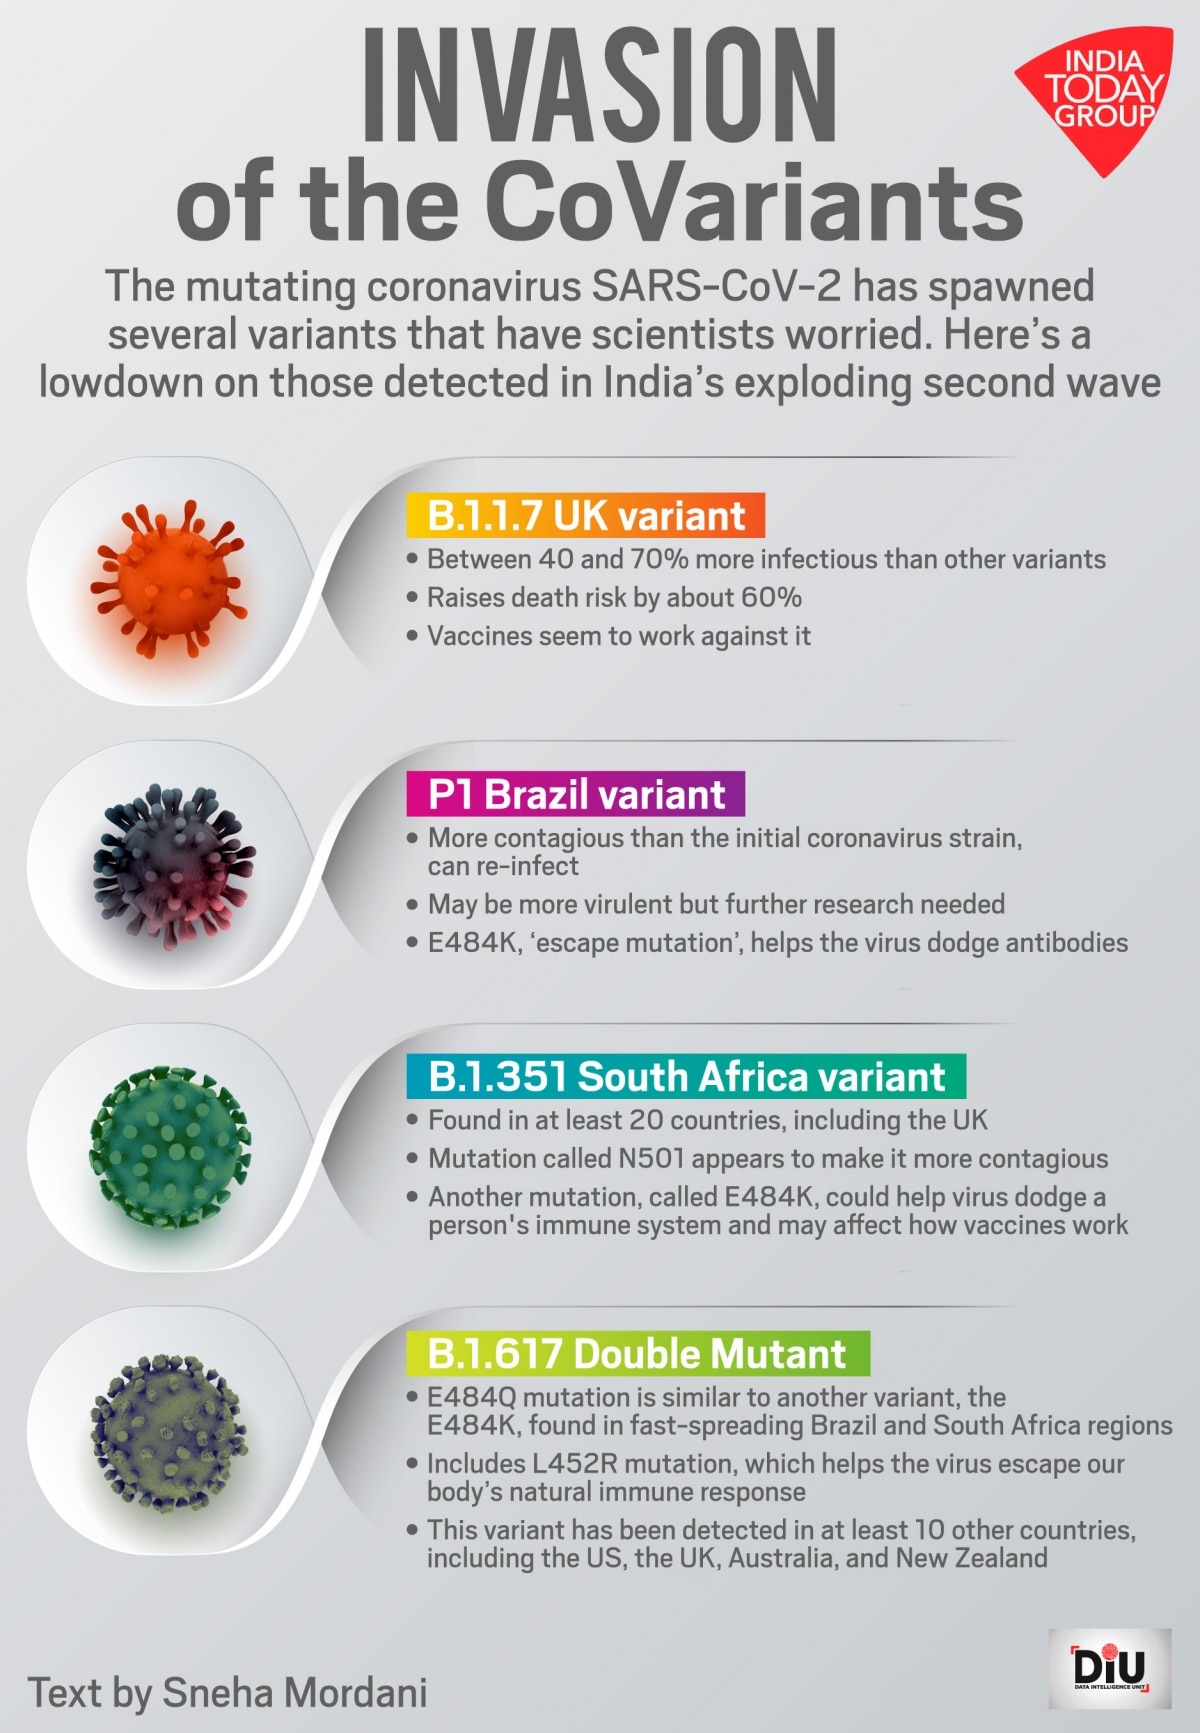 INVASION
of the CoVariants
INDIA
TODAY
GROUP
The mutating coronavirus SARS-CoV-2 has spawned
several variants that have scientists worried. Here's a
lowdown on those detected in India's exploding second wave
B.1.1.7 UK variant
• Between 40 and 70% more infectious than other variants
• Raises death risk by about 60%
• Vaccines seem to work against it
P1 Brazil variant
• More contagious than the initial coronavirus strain,
can re-infect
• May be more virulent but further research needed
• E484K, 'escape mutation', helps the virus dodge antibodies
B.1.351 South Africa variant
• Found in at least 20 countries, including the UK
• Mutation called N501 appears to make it more contagious
• Another mutation, called E484K, could help virus dodge a
person's immune system and may affect how vaccines work
B.1.617 Double Mutant
• E484Q mutation is similar to another variant, the
E484K, found in fast-spreading Brazil and South Africa regions
• Includes L452R mutation, which helps the virus escape our
body's natural immune response
• This variant has been detected in at least 10 other countries,
including the US, the UK, Australia, and New Zealand
Text by Sneha Mordani
DiU
DATA INTELLIGENCE UNIT